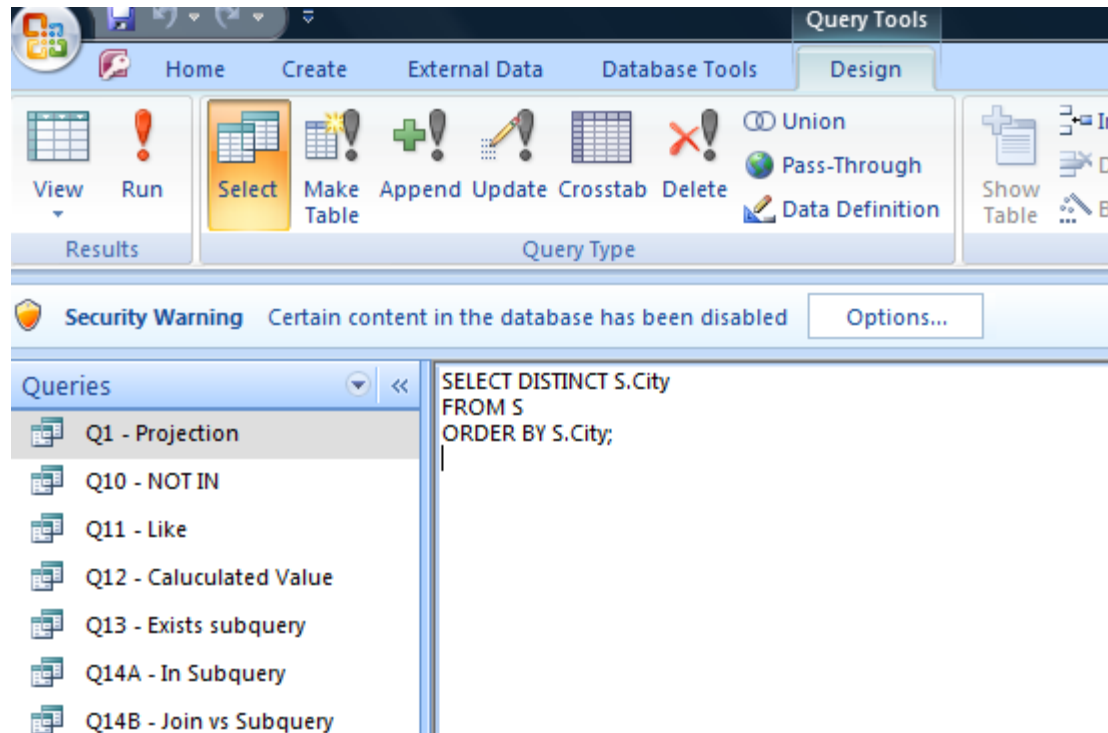 Query Tools
Home Create External Data Database Tools Design
View Run Select Make Table Append Update Crosstab Delete
Union
Pass-Through
Data Definition
Show Table
Results Query Type
Security Warning Certain content in the database has been disabled Options...
Queries
Q1 - Projection
Q10 - NOT IN
Q11 - Like
Q12 - Caluculated Value
Q13 - Exists subquery
Q14A - In Subquery
Q14B - Join vs Subquery
SELECT DISTINCT S.City
FROM S
ORDER BY S.City;